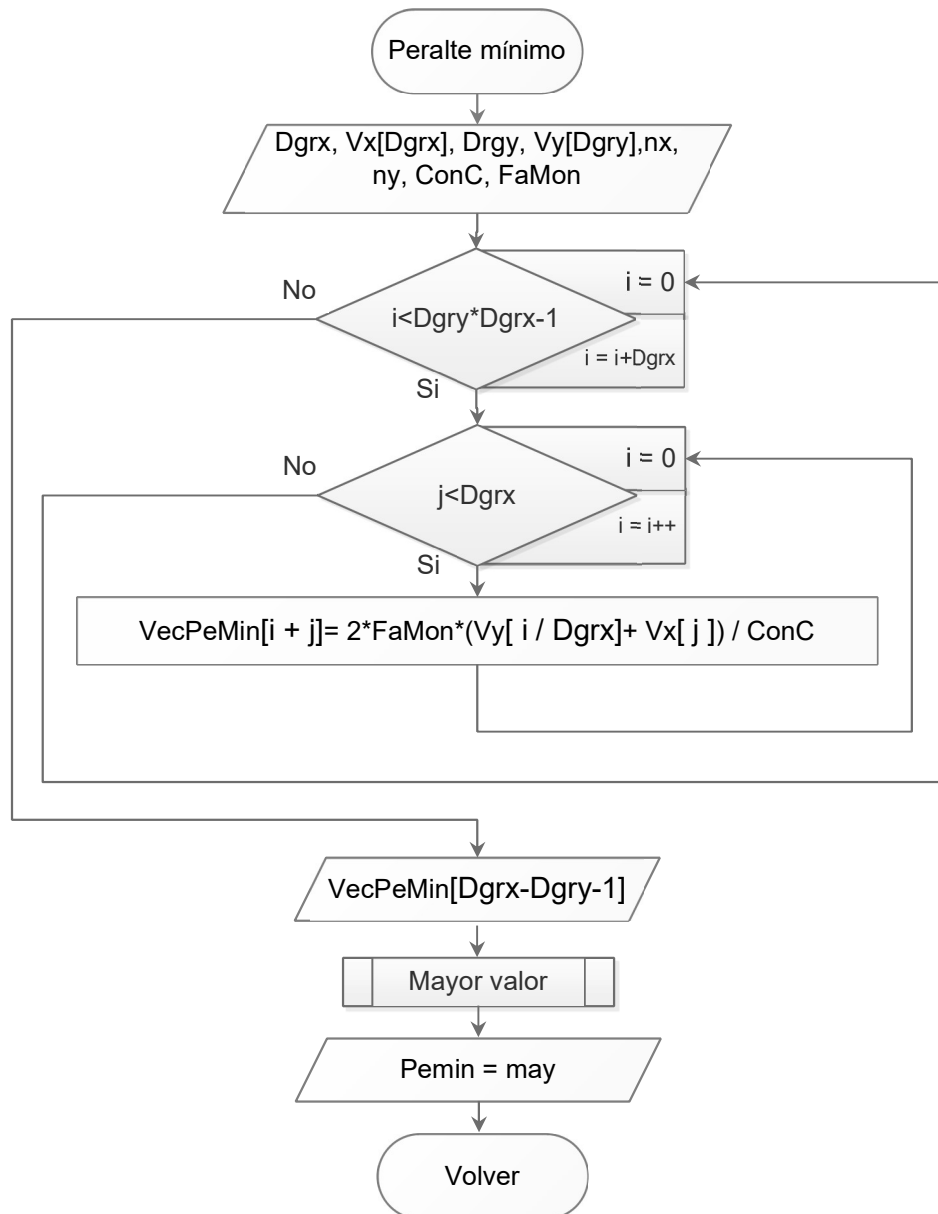 Peralte mínimo
Dgrx, Vx[Dgrx], Drgy, Vy[Dgry],nx,
ny, ConC, FaMon
No
i<Dgry*Dgrx-1
i = 0
i = i+Dgrx
Si
No
j<Dgrx
i = 0
i = i++
Si
VecPeMin[i + j]= 2*FaMon*(Vy[ i / Dgrx]+ Vx[ j ]) / ConC
VecPeMin[Dgrx-Dgry-1]
Mayor valor
Pemin = may
Volver